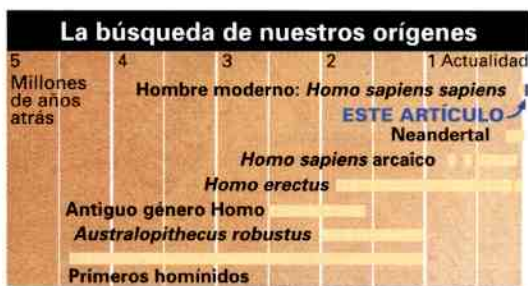 La búsqueda de nuestros orígenes
5 4 3 2 1 Actualidad
Millones
de años
atrás
Hombre moderno: Homo sapiens sapiens
ESTE ARTÍCULO
Neandertal
Homo sapiens arcaico
Homo erectus
Antiguo género Homo
Australopithecus robustus
Primeros homínidos